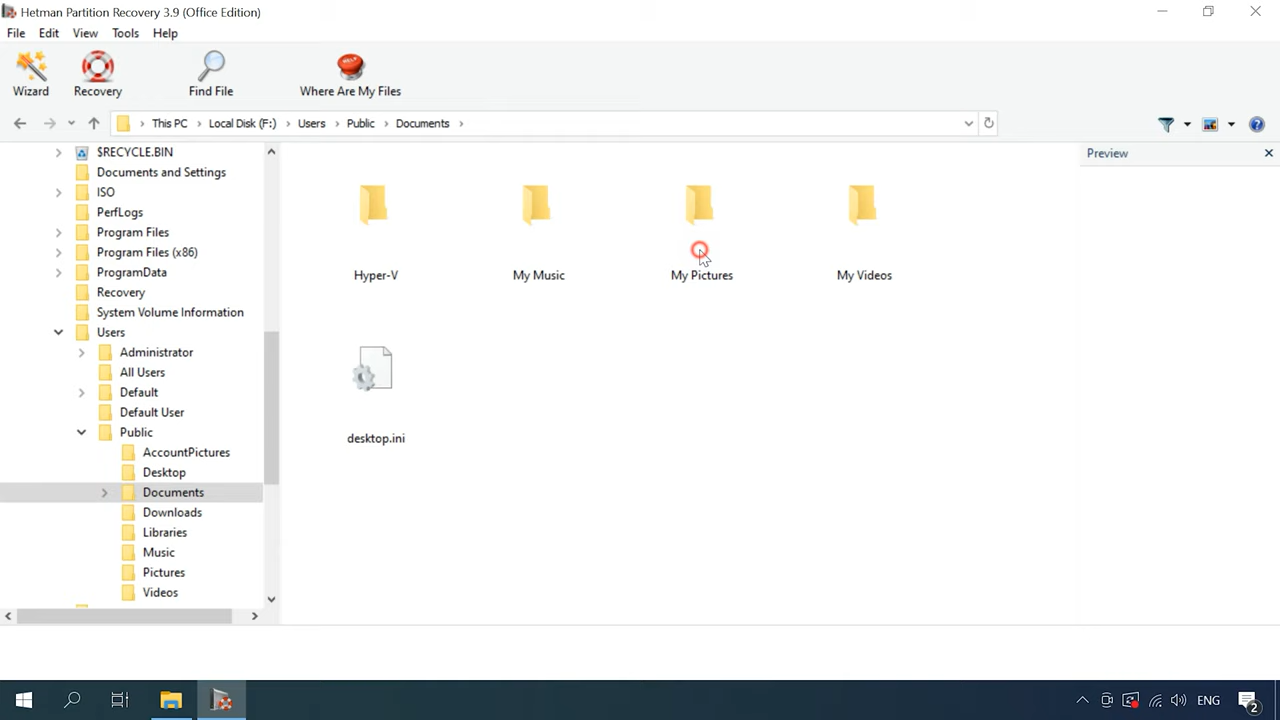 Hetman Partition Recovery 3.9 (Office Edition)
File Edit View Tools Help
Wizard Recovery Find File Where Are My Files
This PC Local Disk (F:) Users Public Documents
$RECYCLE.BIN
Documents and Settings
ISO
PerfLogs
Program Files
Program Files (x86)
ProgramData
Recovery
System Volume Information
Users
Administrator
All Users
Default
Default User
Public
AccountPictures
Desktop
Documents
Downloads
Libraries
Music
Pictures
Videos
Hyper-V My Music My Pictures My Videos
desktop.ini
Preview
ENG
2